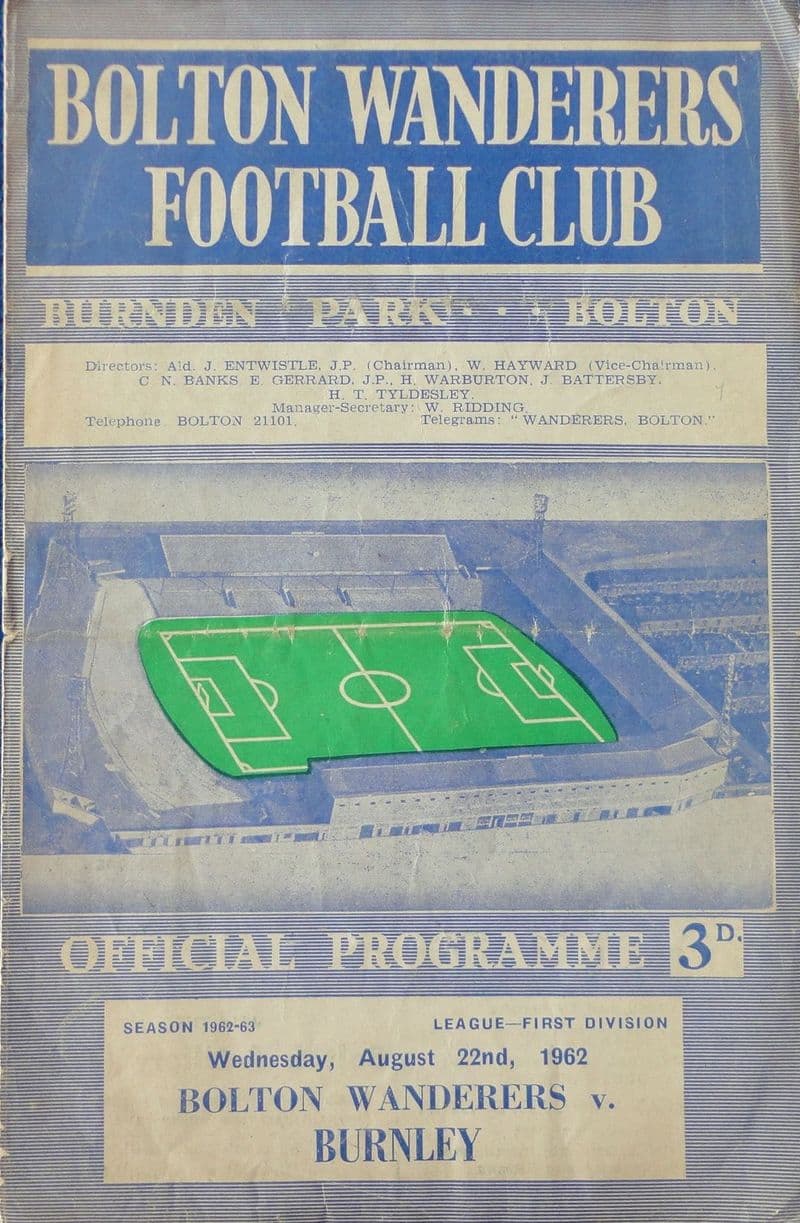 BOLTON WANDERERS
FOOTBALL CLUB
BURNDEN PARK · · BOLTON
Directors: Ald. J. ENTWISTLE, J.P. (Chairman), W. HAYWARD (Vice-Chairman),
C N. BANKS E. GERRARD, J.P., H. WARBURTON, J. BATTERSBY,
H. T. TYLDESLEY.
Manager-Secretary: W. RIDDING.
Telephone BOLTON 21101. Telegrams: "WANDERERS, BOLTON."
OFFICIAL PROGRAMME 3D.
SEASON 1962-63 LEAGUE—FIRST DIVISION
Wednesday, August 22nd, 1962
BOLTON WANDERERS v.
BURNLEY